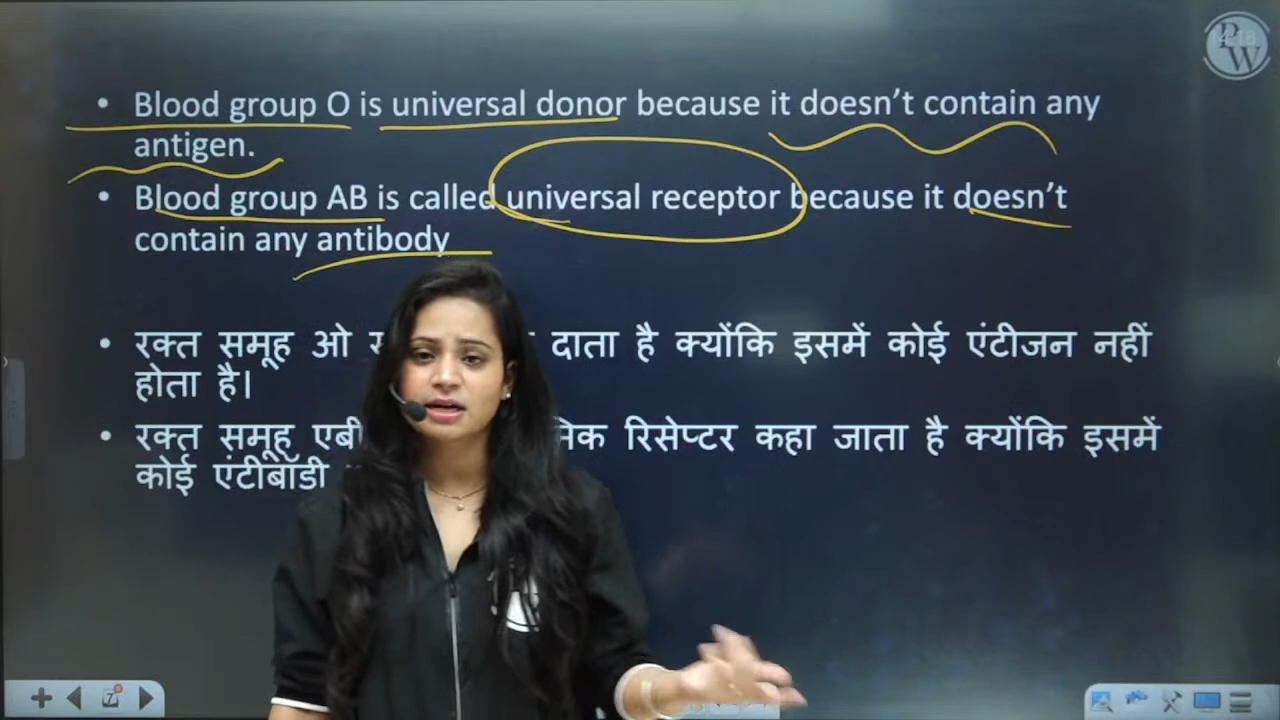 • Blood group O is universal donor because it doesn't contain any
antigen.
• Blood group AB is called universal receptor because it doesn't
contain any antibody
• रक्त समूह ओ दाता है क्योंकि इसमें कोई एंटीजन नहीं
होता है।
• रक्त समूह रिसेप्टर कहा जाता है क्योंकि इसमें
कोई एंटीबॉडी
PW